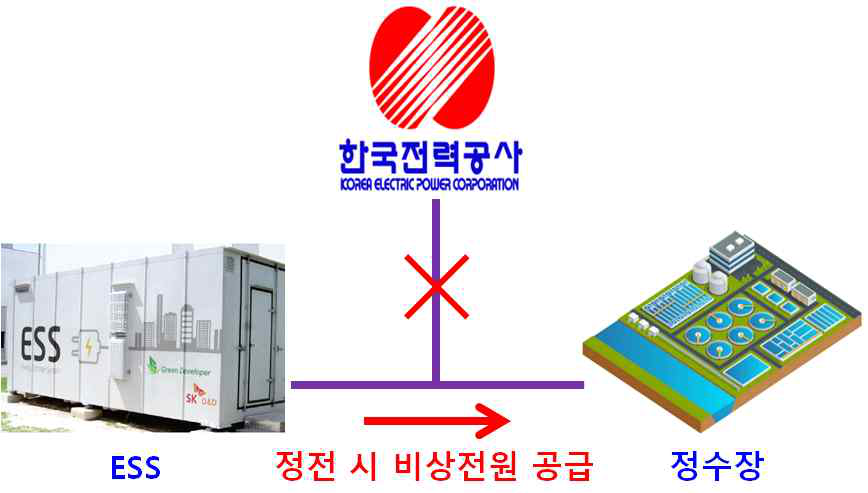 한국전력공사
KOREA ELECTRIC POWER CORPORATION
ESS
Green Developer
SK D&D
ESS
정전 시 비상전원 공급
정수장